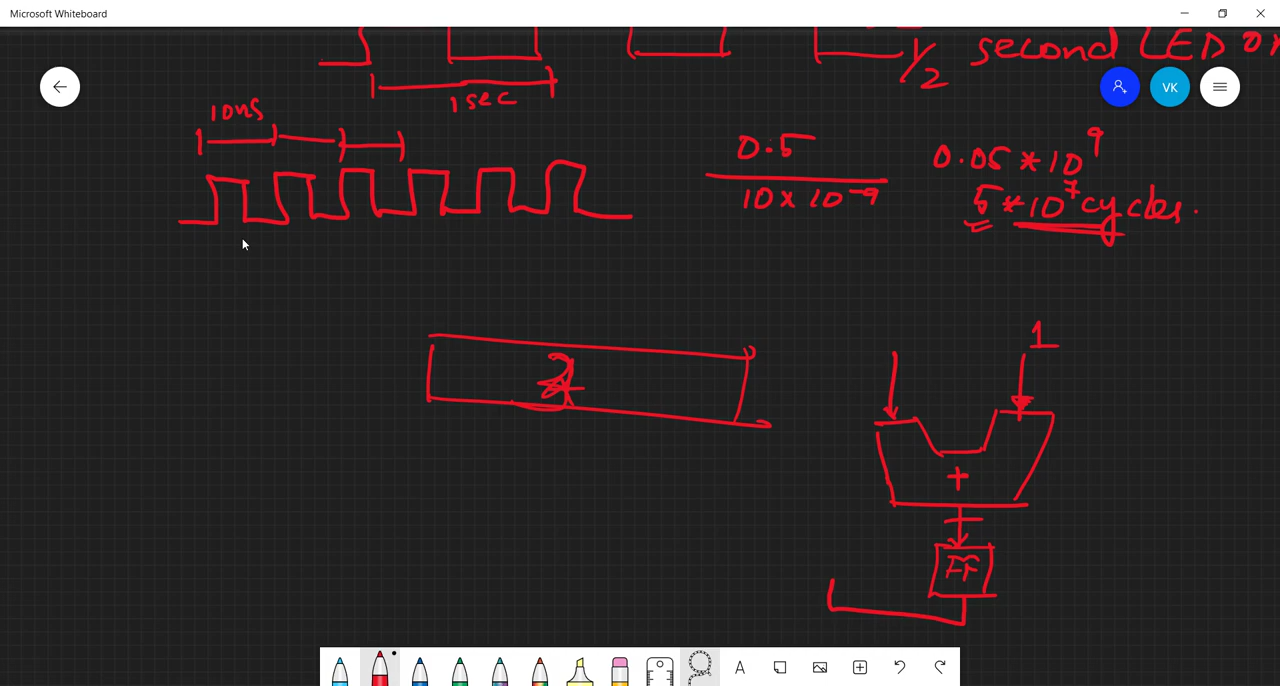 Microsoft Whiteboard
1/2 second LED on
VK
1 sec
10ns
0.5
10 x 10^-9
0.05 * 10^9
5 * 10^7 cycles.
1
+
FF
A